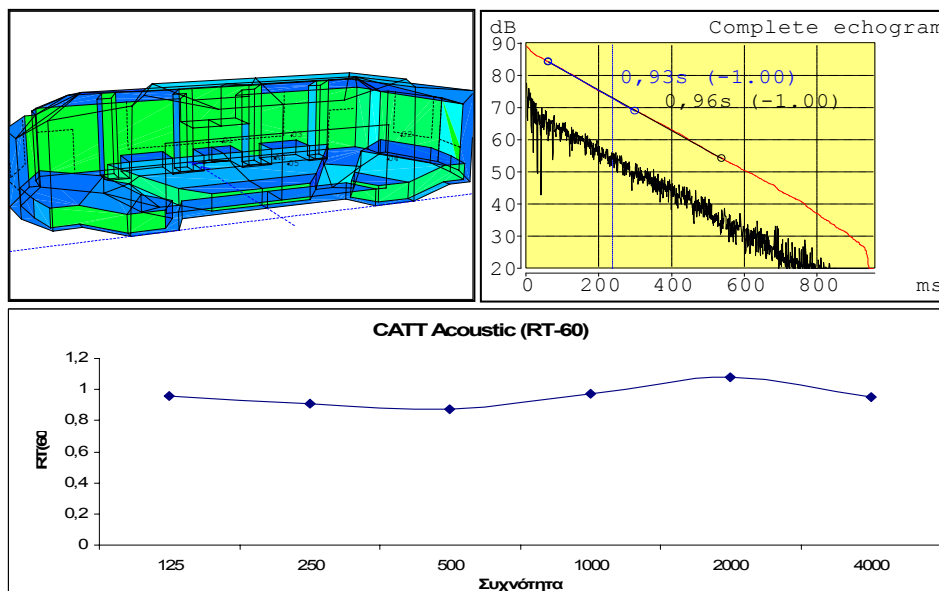 dB Complete echogram
90
80
0,93s (-1.00)
70
0,96s (-1.00)
60
50
40
30
20
0 200 400 600 800 ms
CATT Acoustic (RT-60)
1,2
1
0,8
0,6
0,4
0,2
0
RT(60
125 250 500 1000 2000 4000
Συχνότητα